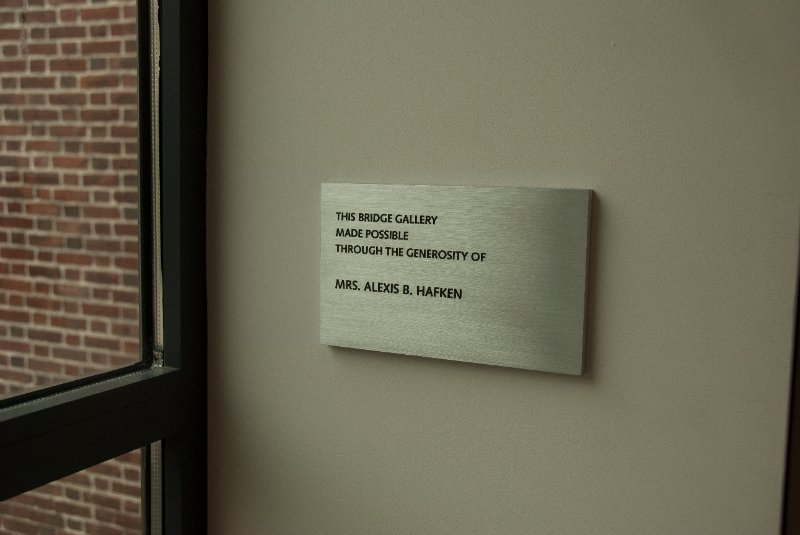 THIS BRIDGE GALLERY
MADE POSSIBLE
THROUGH THE GENEROSITY OF
MRS. ALEXIS B. HAFKEN